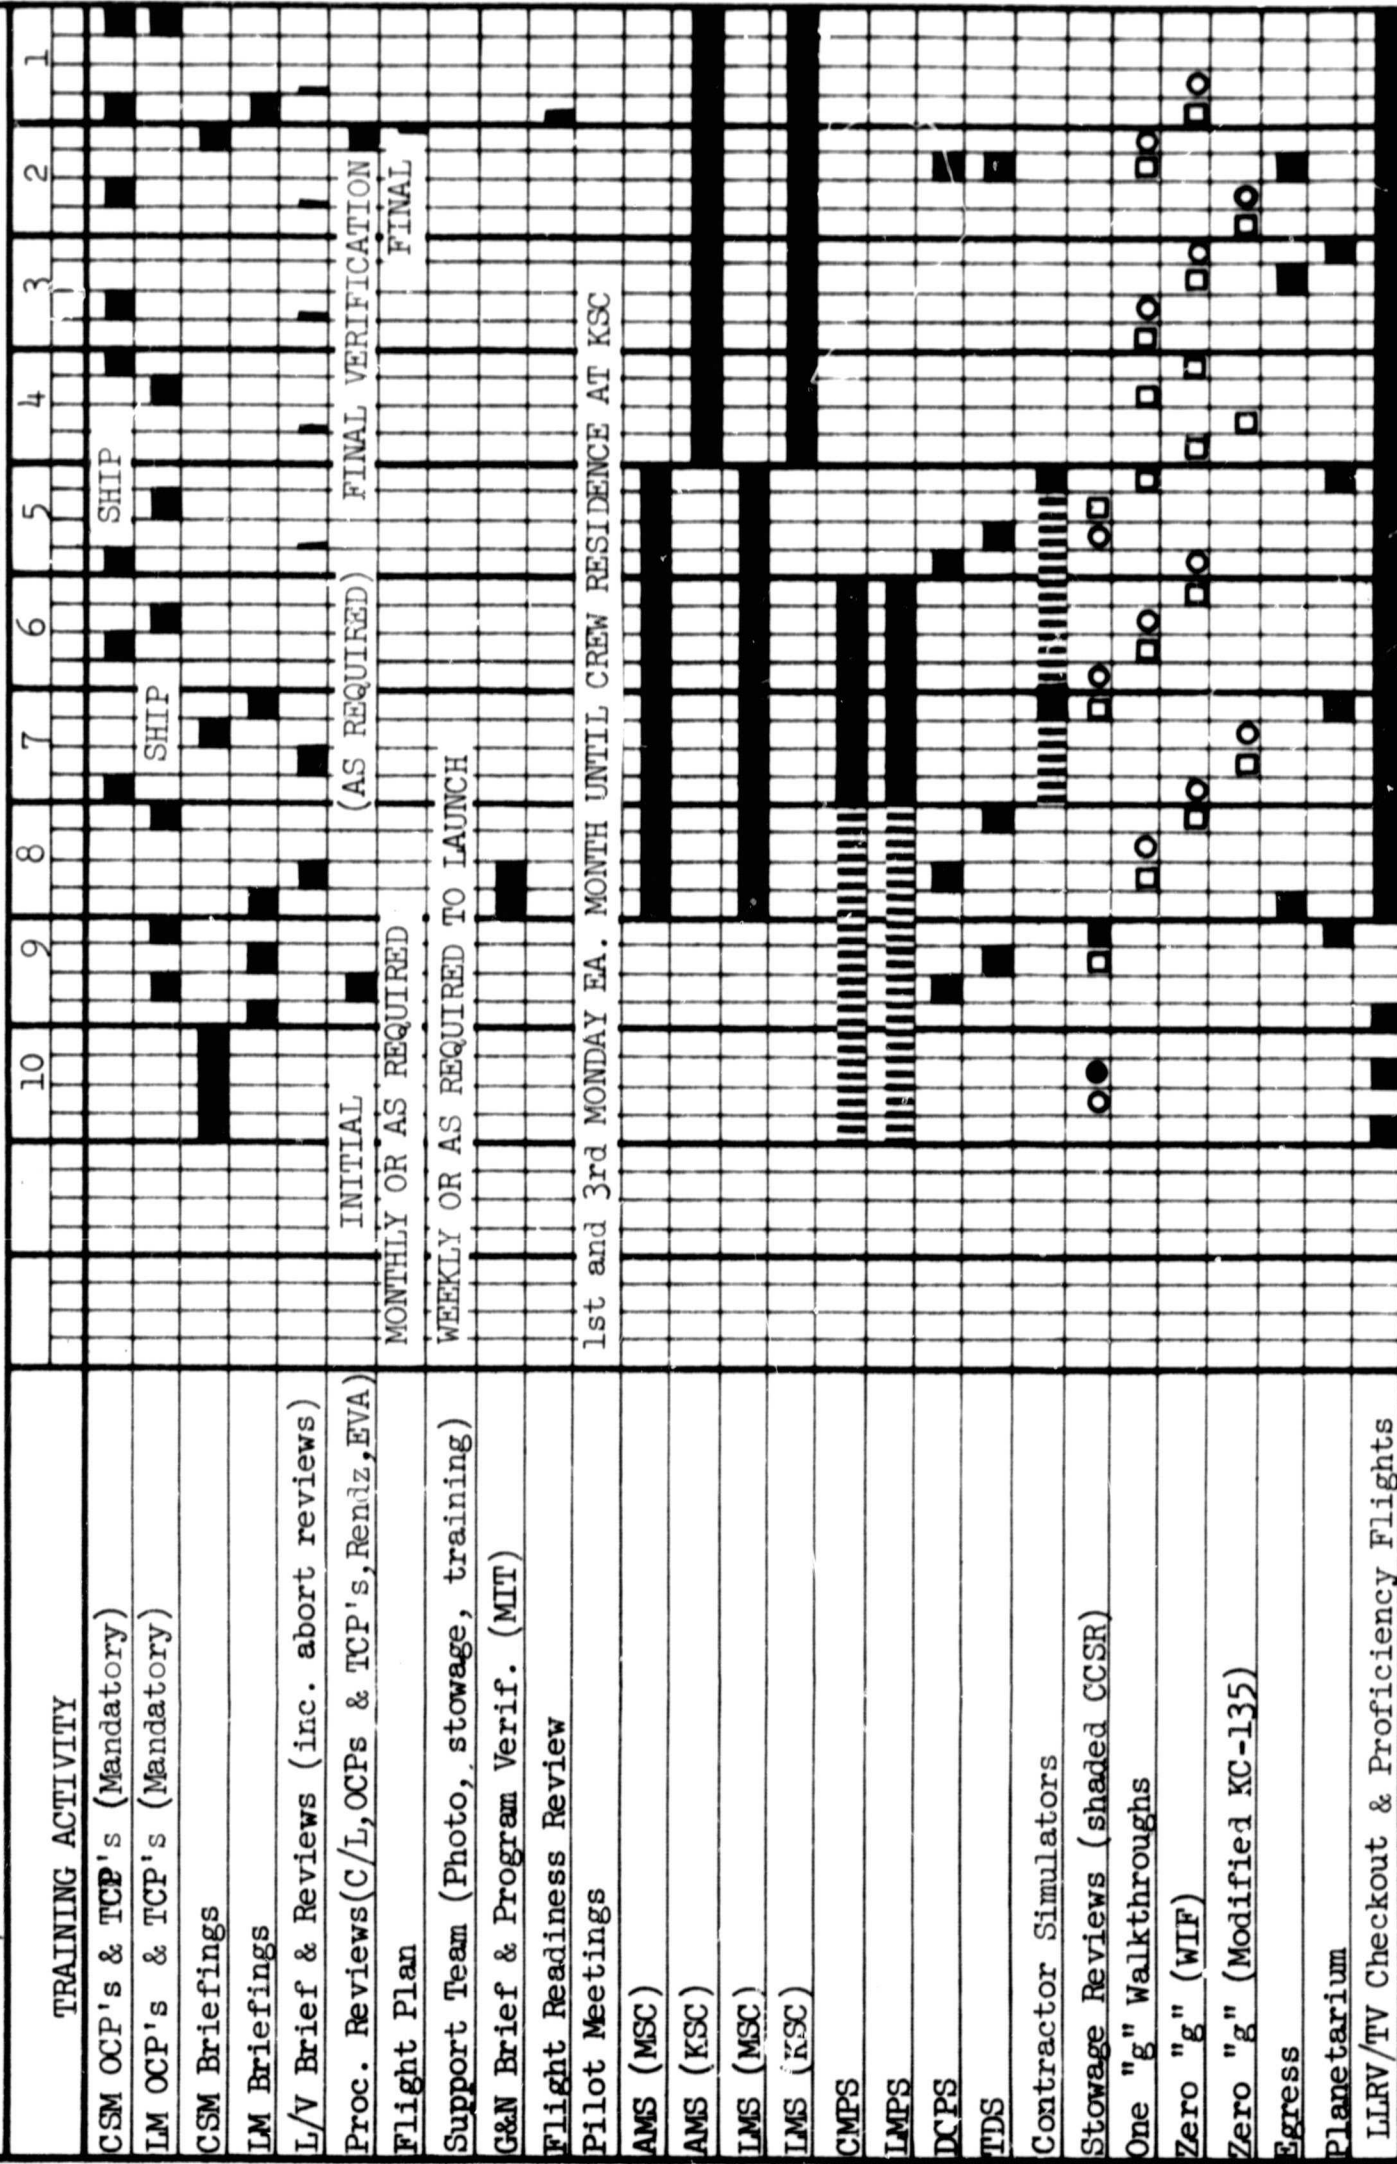 TRAINING ACTIVITY 10 9 8 7 6 5 4 3 2 1
CSM OCP's & TCP's (Mandatory) SHIP
LM OCP's & TCP's (Mandatory) SHIP
CSM Briefings
LM Briefings
L/V Brief & Reviews (inc. abort reviews)
Proc. Reviews(C/L,OCPs & TCP's,Rendz,EVA) INITIAL (AS REQUIRED) FINAL VERIFICATION
Flight Plan MONTHLY OR AS REQUIRED FINAL
Support Team (Photo, stowage, training) WEEKLY OR AS REQUIRED TO LAUNCH
G&N Brief & Program Verif. (MIT)
Flight Readiness Review
Pilot Meetings 1st and 3rd MONDAY EA. MONTH UNTIL CREW RESIDENCE AT KSC
AMS (MSC)
AMS (KSC)
LMS (MSC)
LMS (KSC)
CMPS
LMPS
DCPS
TDS
Contractor Simulators
Stowage Reviews (shaded CCSR)
One "g" Walkthroughs
Zero "g" (WIF)
Zero "g" (Modified KC-135)
Egress
Planetarium
LLRV/TV Checkout & Proficiency Flights